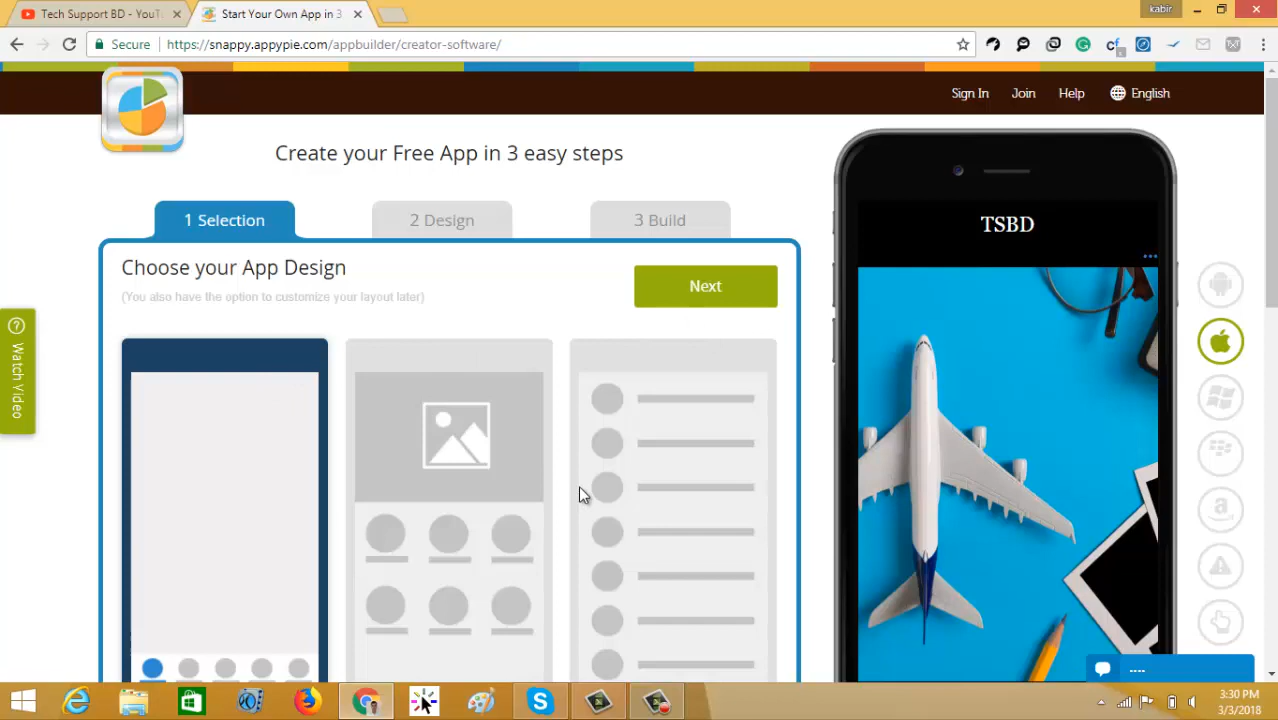 Tech Support BD - YouT
Start Your Own App in 3
kabir
Secure
https://snappy.appypie.com/appbuilder/creator-software/
Sign In
Join
Help
English
Create your Free App in 3 easy steps
1 Selection
2 Design
3 Build
Choose your App Design
(You also have the option to customize your layout later)
Next
Watch Video
TSBD
3:30 PM
3/3/2018